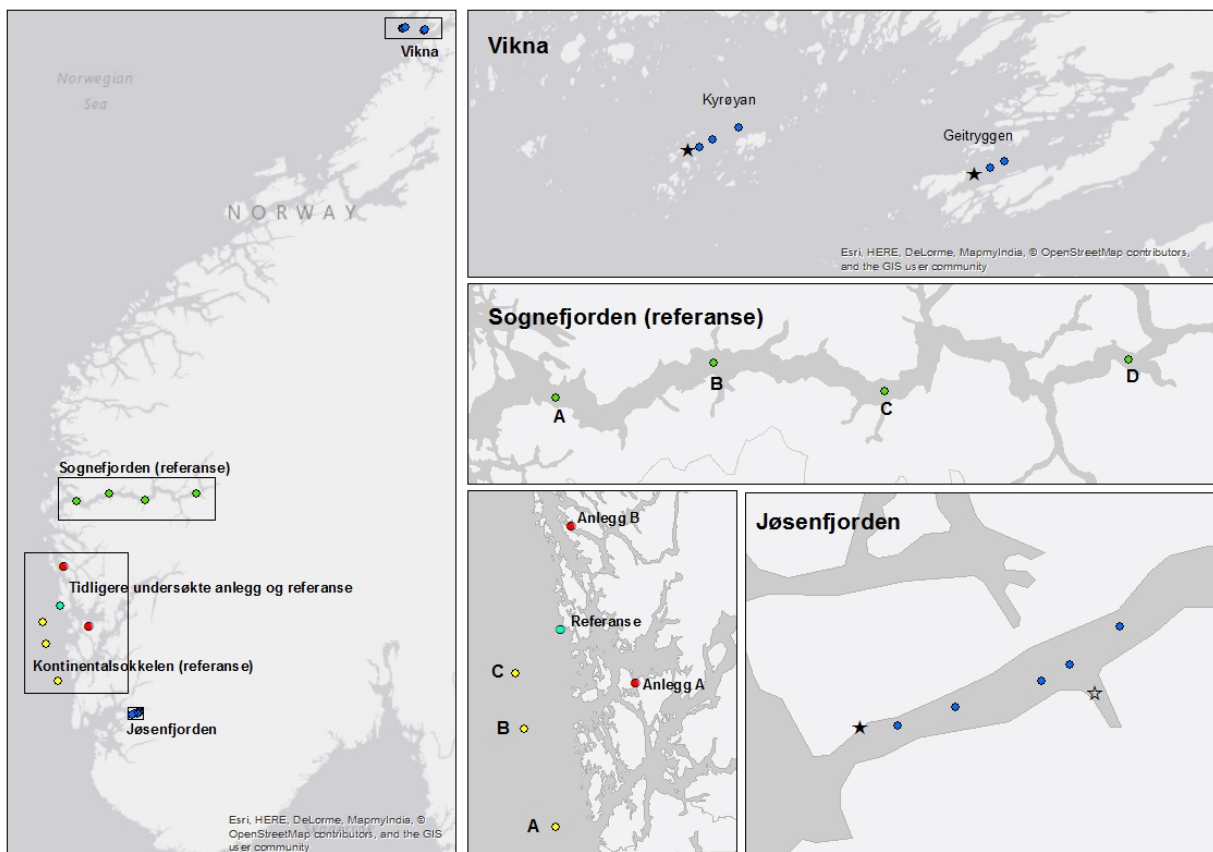 Vikna
Norwegian
Sea
NORWAY
Sognefjorden (referanse)
Tidligere undersøkte anlegg og referanse
Kontinentalsokkelen (referanse)
Jøsenfjorden
Esri, HERE, DeLorme, MapmyIndia, ©
OpenStreetMap contributors, and the GIS
user community
Vikna
Kyrøyan
Geitryggen
Esri, HERE, DeLorme, MapmyIndia, © OpenStreetMap contributors,
and the GIS user community
Sognefjorden (referanse)
A
B
C
D
Anlegg B
Referanse
C
Anlegg A
B
A
Jøsenfjorden